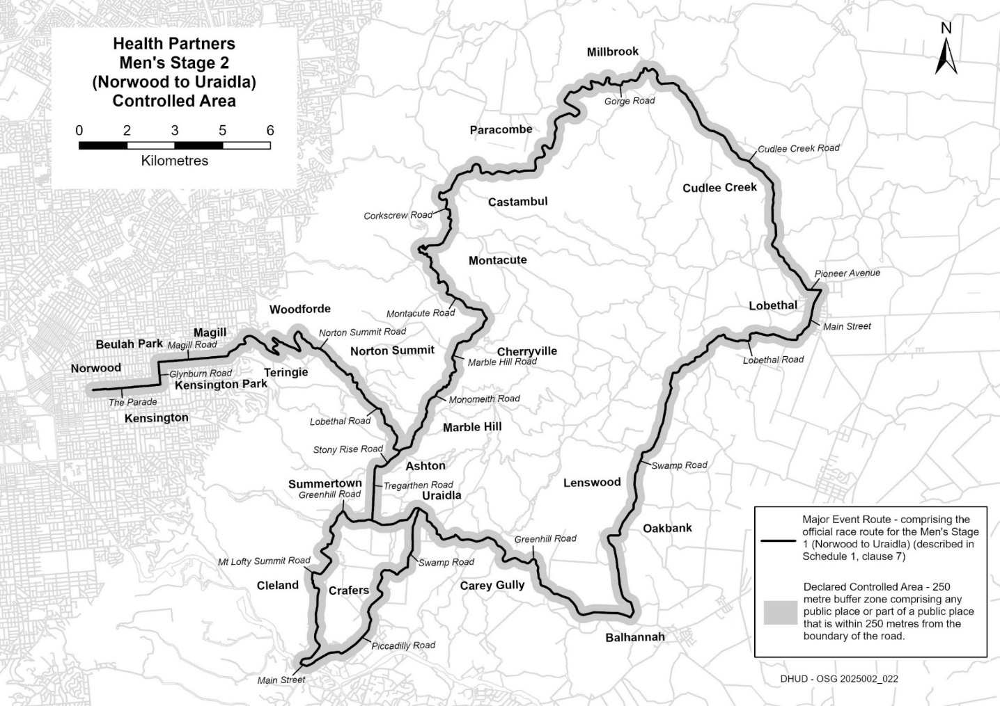 Health Partners
Men's Stage 2
(Norwood to Uraidla)
Controlled Area
0 2 3 5 6
Kilometres
N
Millbrook
Gorge Road
Paracombe
Cudlee Creek Road
Cudlee Creek
Castambul
Corkscrew Road
Montacute
Pioneer Avenue
Lobethal
Woodforde
Montacute Road
Main Street
Magill
Norton Summit Road
Beulah Park
Magill Road
Norton Summit
Cherryville
Marble Hill Road
Lobethal Road
Norwood
Glynburn Road
Teringie
Kensington Park
The Parade
Monomeith Road
Kensington
Lobethal Road
Marble Hill
Stony Rise Road
Ashton
Swamp Road
Summertown
Tregarthen Road
Lenswood
Greenhill Road
Uraidla
Oakbank
Greenhill Road
Mt Lofty Summit Road
Swamp Road
Cleland
Crafers
Carey Gully
Balhannah
Piccadilly Road
Main Street
Major Event Route - comprising the
official race route for the Men's Stage
1 (Norwood to Uraidla) (described in
Schedule 1, clause 7)
Declared Controlled Area - 250
metre buffer zone comprising any
public place or part of a public place
that is within 250 metres from the
boundary of the road.
DHUD - OSG 2025002_022